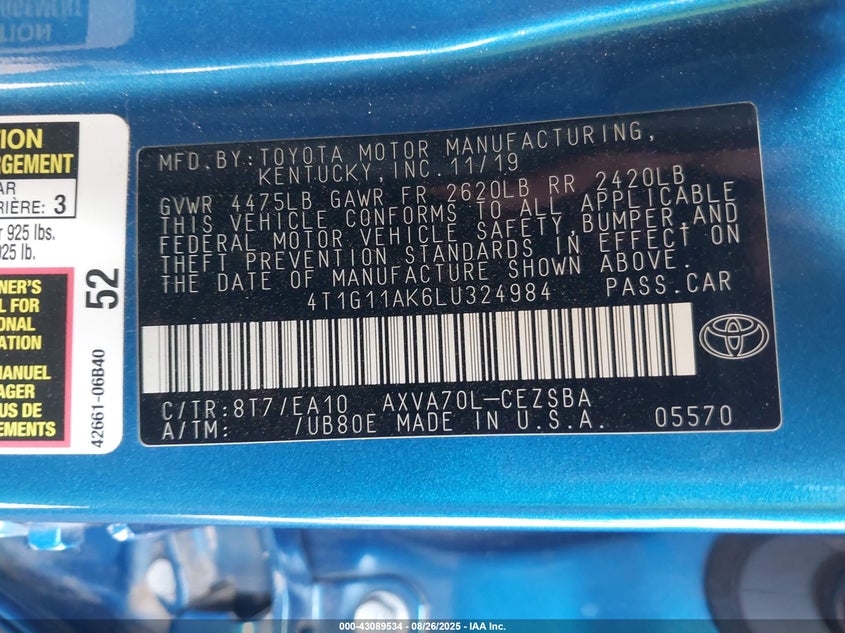 TION
RGEMENT
AR
RIÈRE: 3
r 925 lbs.
925 lb.
NER'S
L FOR
ONAL
ATION
MANUEL
AGER
US DE
EMENTS
52
42661-06B40
MFD.BY:TOYOTA MOTOR MANUFACTURING,
KENTUCKY,INC.11/19
GVWR 4475LB GAWR FR 2620LB RR 2420LB
THIS VEHICLE CONFORMS TO ALL APPLICABLE
FEDERAL MOTOR VEHICLE SAFETY,BUMPER,AND
THEFT PREVENTION STANDARDS IN EFFECT ON
THE DATE OF MANUFACTURE SHOWN ABOVE.
4T1G11AK6LU324984 PASS.CAR
C/TR:8T7/EA10 AXVA70L-CEZSBA
A/TM: /UB80E MADE IN U.S.A. 05570
000-43089534 - 08/26/2025 - IAA Inc.